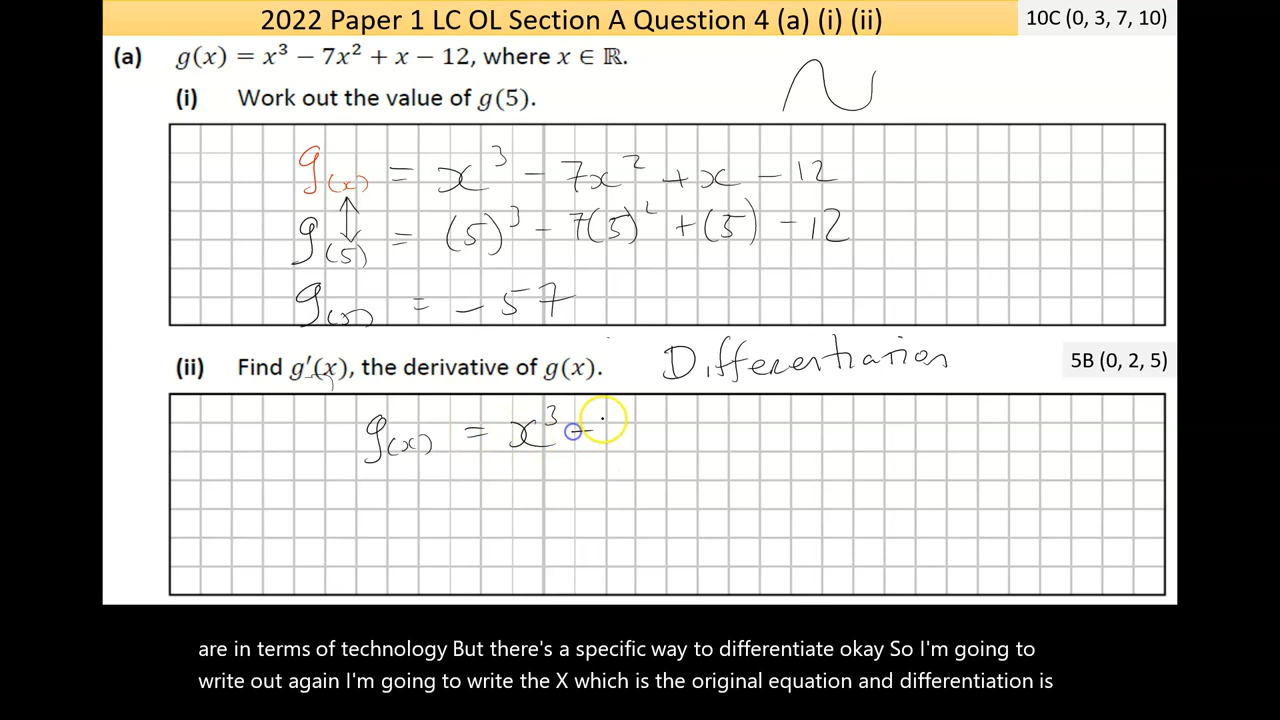 2022 Paper 1 LC OL Section A Question 4 (a) (i) (ii)
10C (0, 3, 7, 10)
(a) g(x) = x³ − 7x² + x − 12, where x ∈ ℝ.
(i) Work out the value of g(5).
g(x) = x³ − 7x² + x − 12
g(5) = (5)³ − 7(5)² + (5) − 12
g(5) = − 57
(ii) Find g′(x), the derivative of g(x).
Differentiation
5B (0, 2, 5)
g(x) = x³ −
are in terms of technology But there's a specific way to differentiate okay So I'm going to
write out again I'm going to write the X which is the original equation and differentiation is